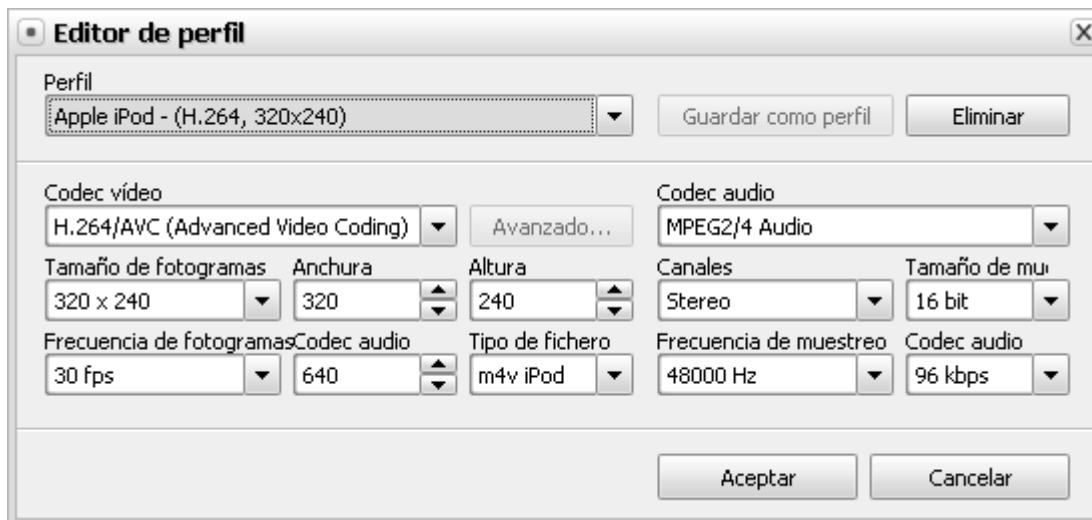 Editor de perfil
Perfil
Apple iPod - (H.264, 320x240)
Guardar como perfil
Eliminar
Codec vídeo
Codec audio
H.264/AVC (Advanced Video Coding)
Avanzado...
MPEG2/4 Audio
Tamaño de fotogramas
Anchura
Altura
Canales
Tamaño de mu
320 x 240
320
240
Stereo
16 bit
Frecuencia de fotogramas
Codec audio
Tipo de fichero
Frecuencia de muestreo
Codec audio
30 fps
640
m4v iPod
48000 Hz
96 kbps
Aceptar
Cancelar